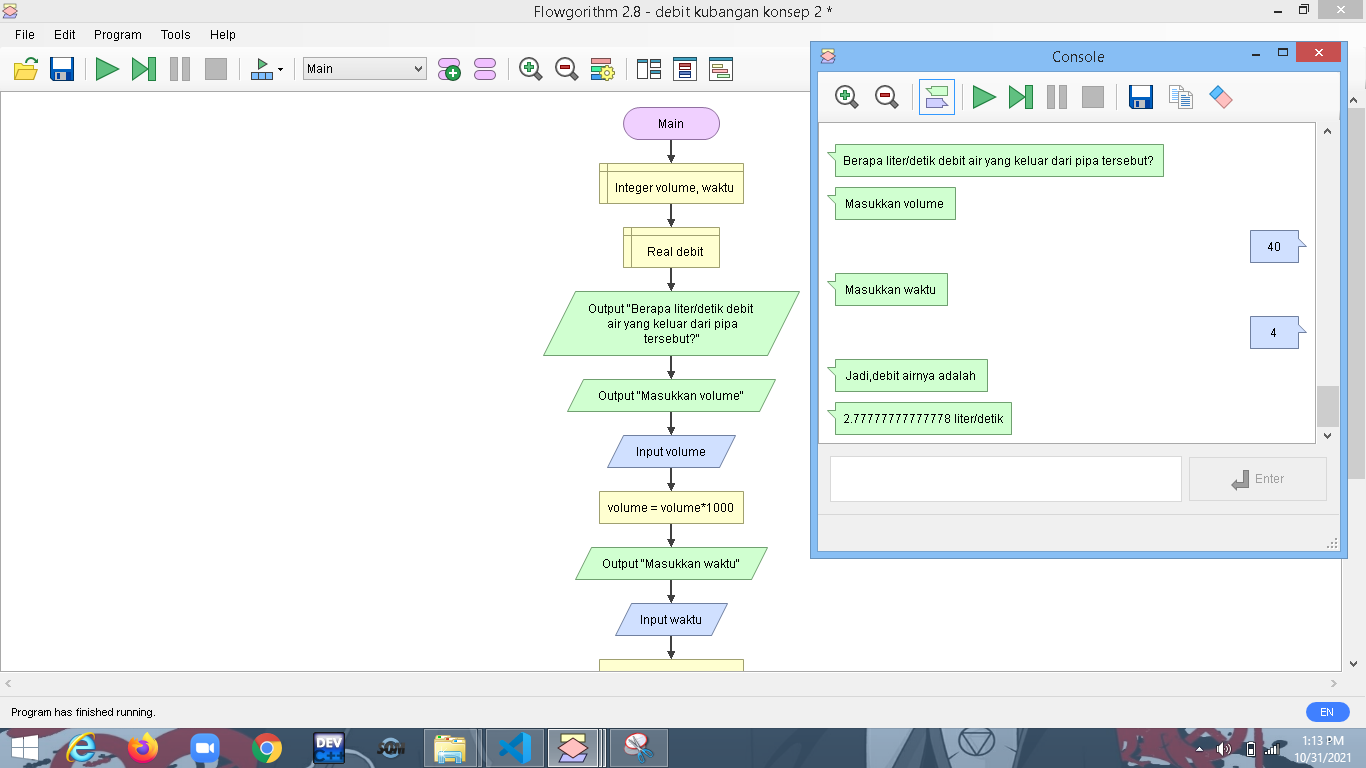 Flowgorithm 2.8 - debit kubangan konsep 2 *
File Edit Program Tools Help
Main
Main
Integer volume, waktu
Real debit
Output "Berapa liter/detik debit
air yang keluar dari pipa
tersebut?"
Output "Masukkan volume"
Input volume
volume = volume*1000
Output "Masukkan waktu"
Input waktu
Console
Berapa liter/detik debit air yang keluar dari pipa tersebut?
Masukkan volume
40
Masukkan waktu
4
Jadi,debit airnya adalah
2.77777777777778 liter/detik
Enter
Program has finished running.
EN
DEV
C++
1:13 PM
10/31/2021